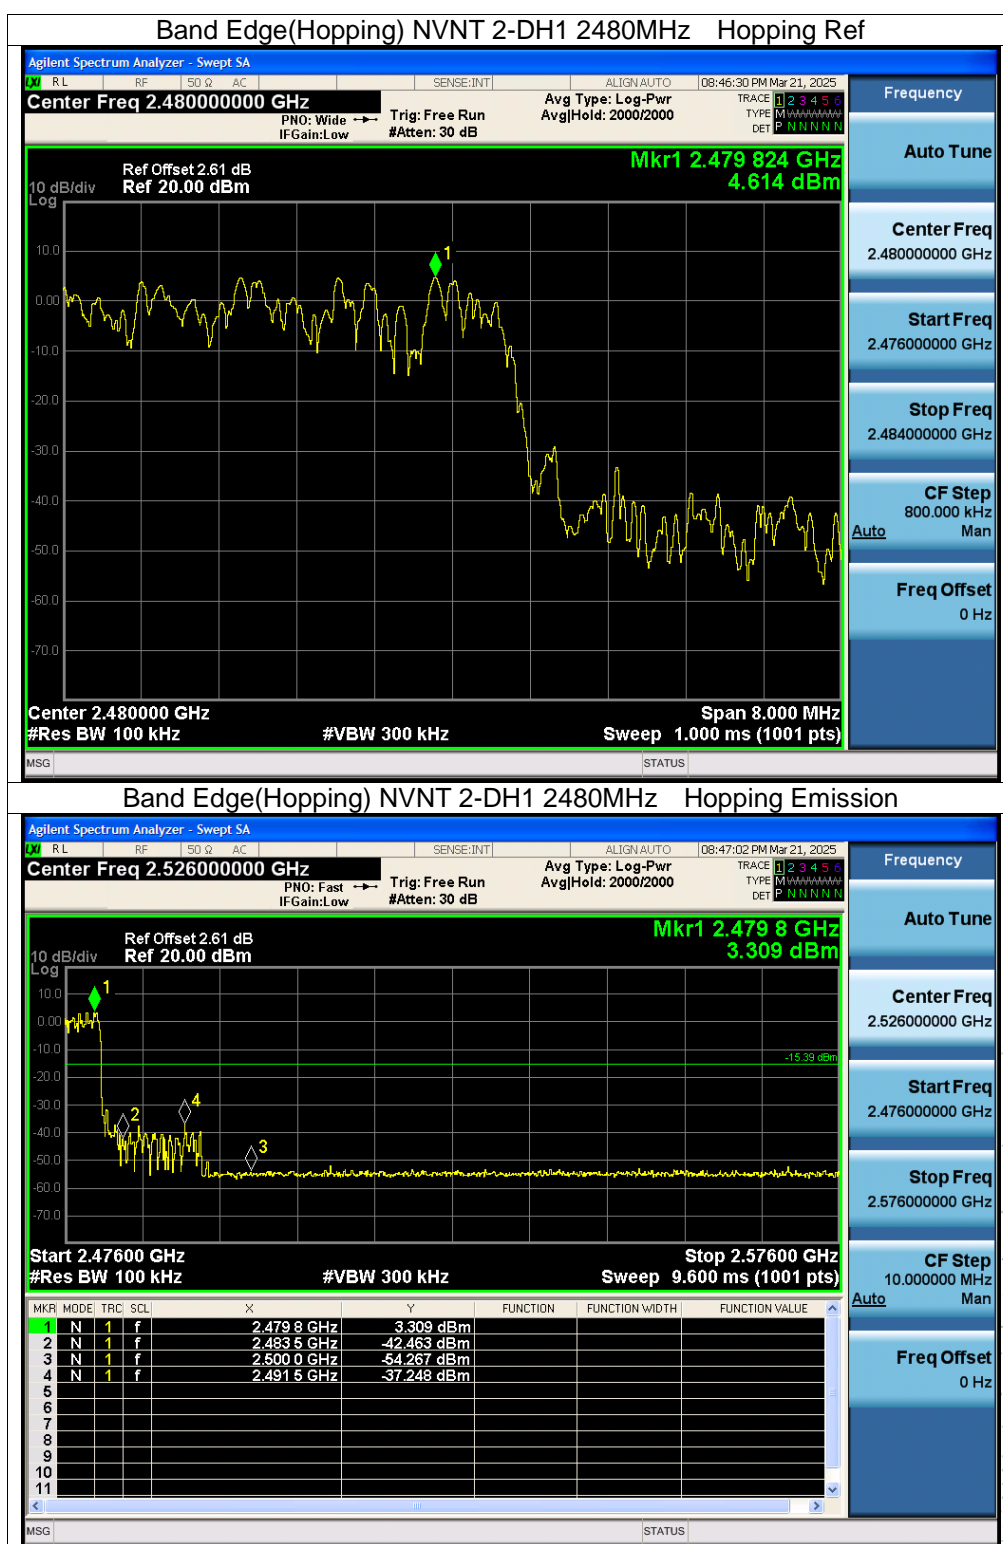 Band Edge(Hopping) NVNT 2-DH1 2480MHz Hopping Ref
Agilent Spectrum Analyzer - Swept SA
LXI RL RF 50 Ω AC SENSE:INT ALIGN AUTO 08:46:30 PM Mar 21, 2025
Center Freq 2.480000000 GHz
PNO: Wide
IFGain:Low
Trig: Free Run
#Atten: 30 dB
Avg Type: Log-Pwr
Avg|Hold: 2000/2000
TRACE 1 2 3 4 5 6
TYPE M
DET P N N N N N
Mkr1 2.479 824 GHz
4.614 dBm
Ref Offset 2.61 dB
Ref 20.00 dBm
10 dB/div
Log
1
10.0
0.00
-10.0
-20.0
-30.0
-40.0
-50.0
-60.0
-70.0
Center 2.480000 GHz Span 8.000 MHz
#Res BW 100 kHz #VBW 300 kHz Sweep 1.000 ms (1001 pts)
MSG STATUS
Frequency
Auto Tune
Center Freq
2.480000000 GHz
Start Freq
2.476000000 GHz
Stop Freq
2.484000000 GHz
CF Step
800.000 kHz
Auto Man
Freq Offset
0 Hz
Band Edge(Hopping) NVNT 2-DH1 2480MHz Hopping Emission
Agilent Spectrum Analyzer - Swept SA
LXI RL RF 50 Ω AC SENSE:INT ALIGN AUTO 08:47:02 PM Mar 21, 2025
Center Freq 2.526000000 GHz
PNO: Fast
IFGain:Low
Trig: Free Run
#Atten: 30 dB
Avg Type: Log-Pwr
Avg|Hold: 2000/2000
TRACE 1 2 3 4 5 6
TYPE M
DET P N N N N N
Mkr1 2.479 8 GHz
3.309 dBm
Ref Offset 2.61 dB
Ref 20.00 dBm
10 dB/div
Log
1
10.0
0.00
-10.0
-15.39 dBm
-20.0
-30.0
4
2
-40.0
3
-50.0
-60.0
-70.0
Start 2.47600 GHz Stop 2.57600 GHz
#Res BW 100 kHz #VBW 300 kHz Sweep 9.600 ms (1001 pts)
MKR MODE TRC SCL X Y FUNCTION FUNCTION WIDTH FUNCTION VALUE
1 N 1 f 2.479 8 GHz 3.309 dBm
2 N 1 f 2.483 5 GHz -42.463 dBm
3 N 1 f 2.500 0 GHz -54.267 dBm
4 N 1 f 2.491 5 GHz -37.248 dBm
5
6
7
8
9
10
11
MSG STATUS
Frequency
Auto Tune
Center Freq
2.526000000 GHz
Start Freq
2.476000000 GHz
Stop Freq
2.576000000 GHz
CF Step
10.000000 MHz
Auto Man
Freq Offset
0 Hz